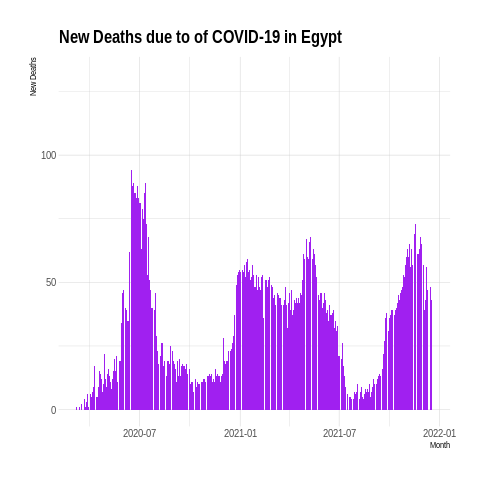 New Deaths due to of COVID-19 in Egypt
New Deaths
100
50
0
2020-07 2021-01 2021-07 2022-01
Month